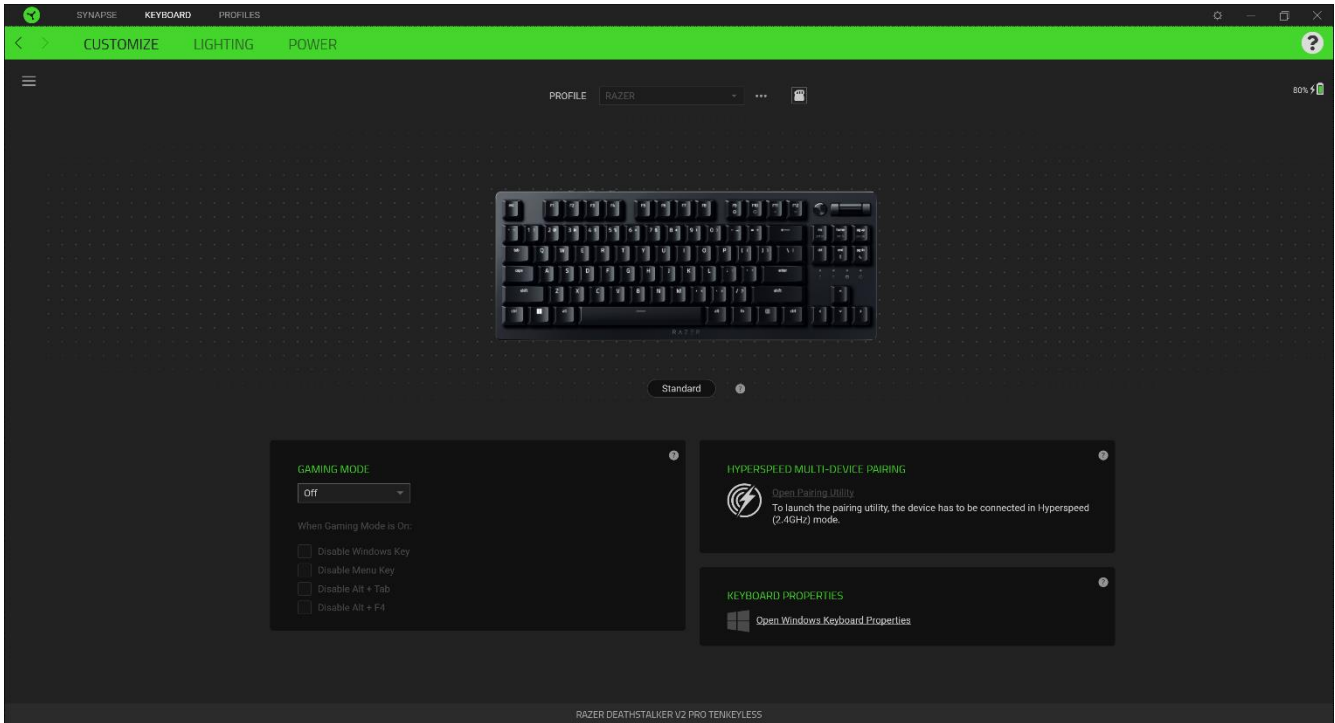 SYNAPSE KEYBOARD PROFILES
CUSTOMIZE LIGHTING POWER
PROFILE RAZER
80%
RAZER
Standard
GAMING MODE
Off
When Gaming Mode is On:
Disable Windows Key
Disable Menu Key
Disable Alt + Tab
Disable Alt + F4
HYPERSPEED MULTI-DEVICE PAIRING
Open Pairing Utility
To launch the pairing utility, the device has to be connected in Hyperspeed
(2.4GHz) mode.
KEYBOARD PROPERTIES
Open Windows Keyboard Properties
RAZER DEATHSTALKER V2 PRO TENKEYLESS